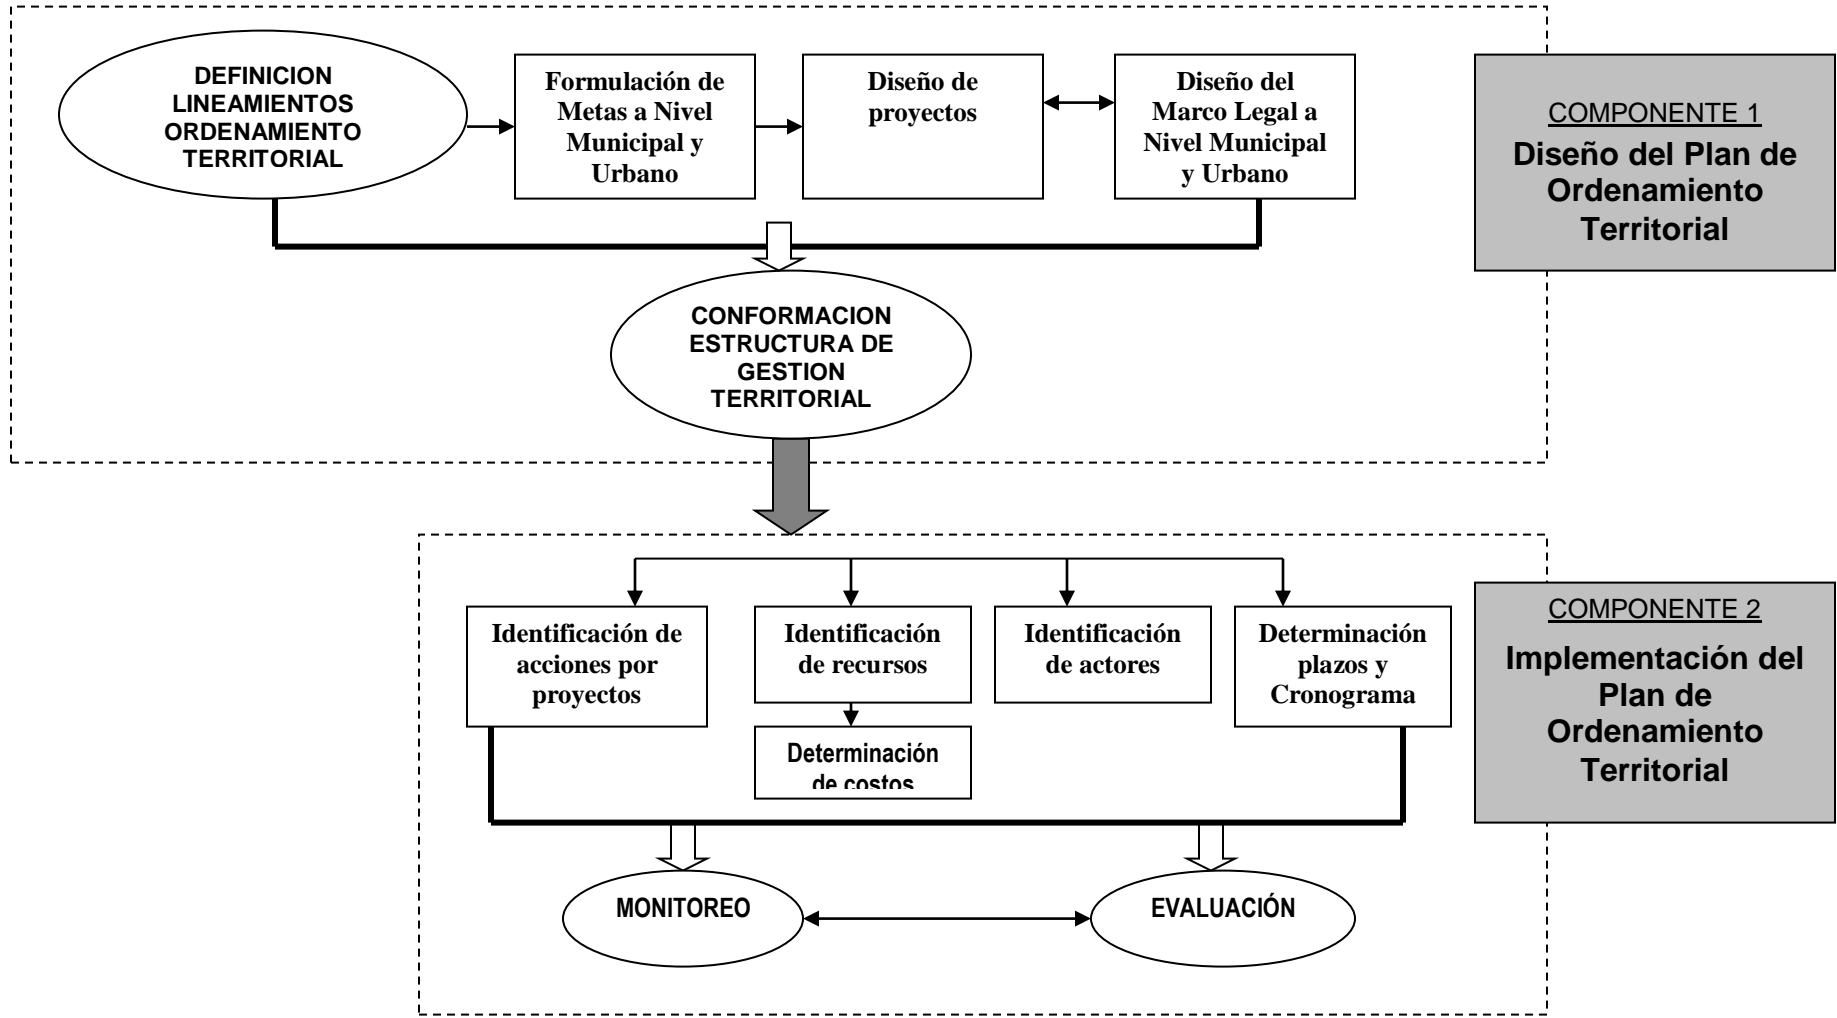 DEFINICION
LINEAMIENTOS
ORDENAMIENTO
TERRITORIAL
Formulación de
Metas a Nivel
Municipal y
Urbano
Diseño de
proyectos
Diseño del
Marco Legal a
Nivel Municipal
y Urbano
COMPONENTE 1
Diseño del Plan de
Ordenamiento
Territorial
CONFORMACION
ESTRUCTURA DE
GESTION
TERRITORIAL
Identificación de
acciones por
proyectos
Identificación
de recursos
Identificación
de actores
Determinación
plazos y
Cronograma
COMPONENTE 2
Implementación del
Plan de
Ordenamiento
Territorial
Determinación
de costos
MONITOREO
EVALUACIÓN